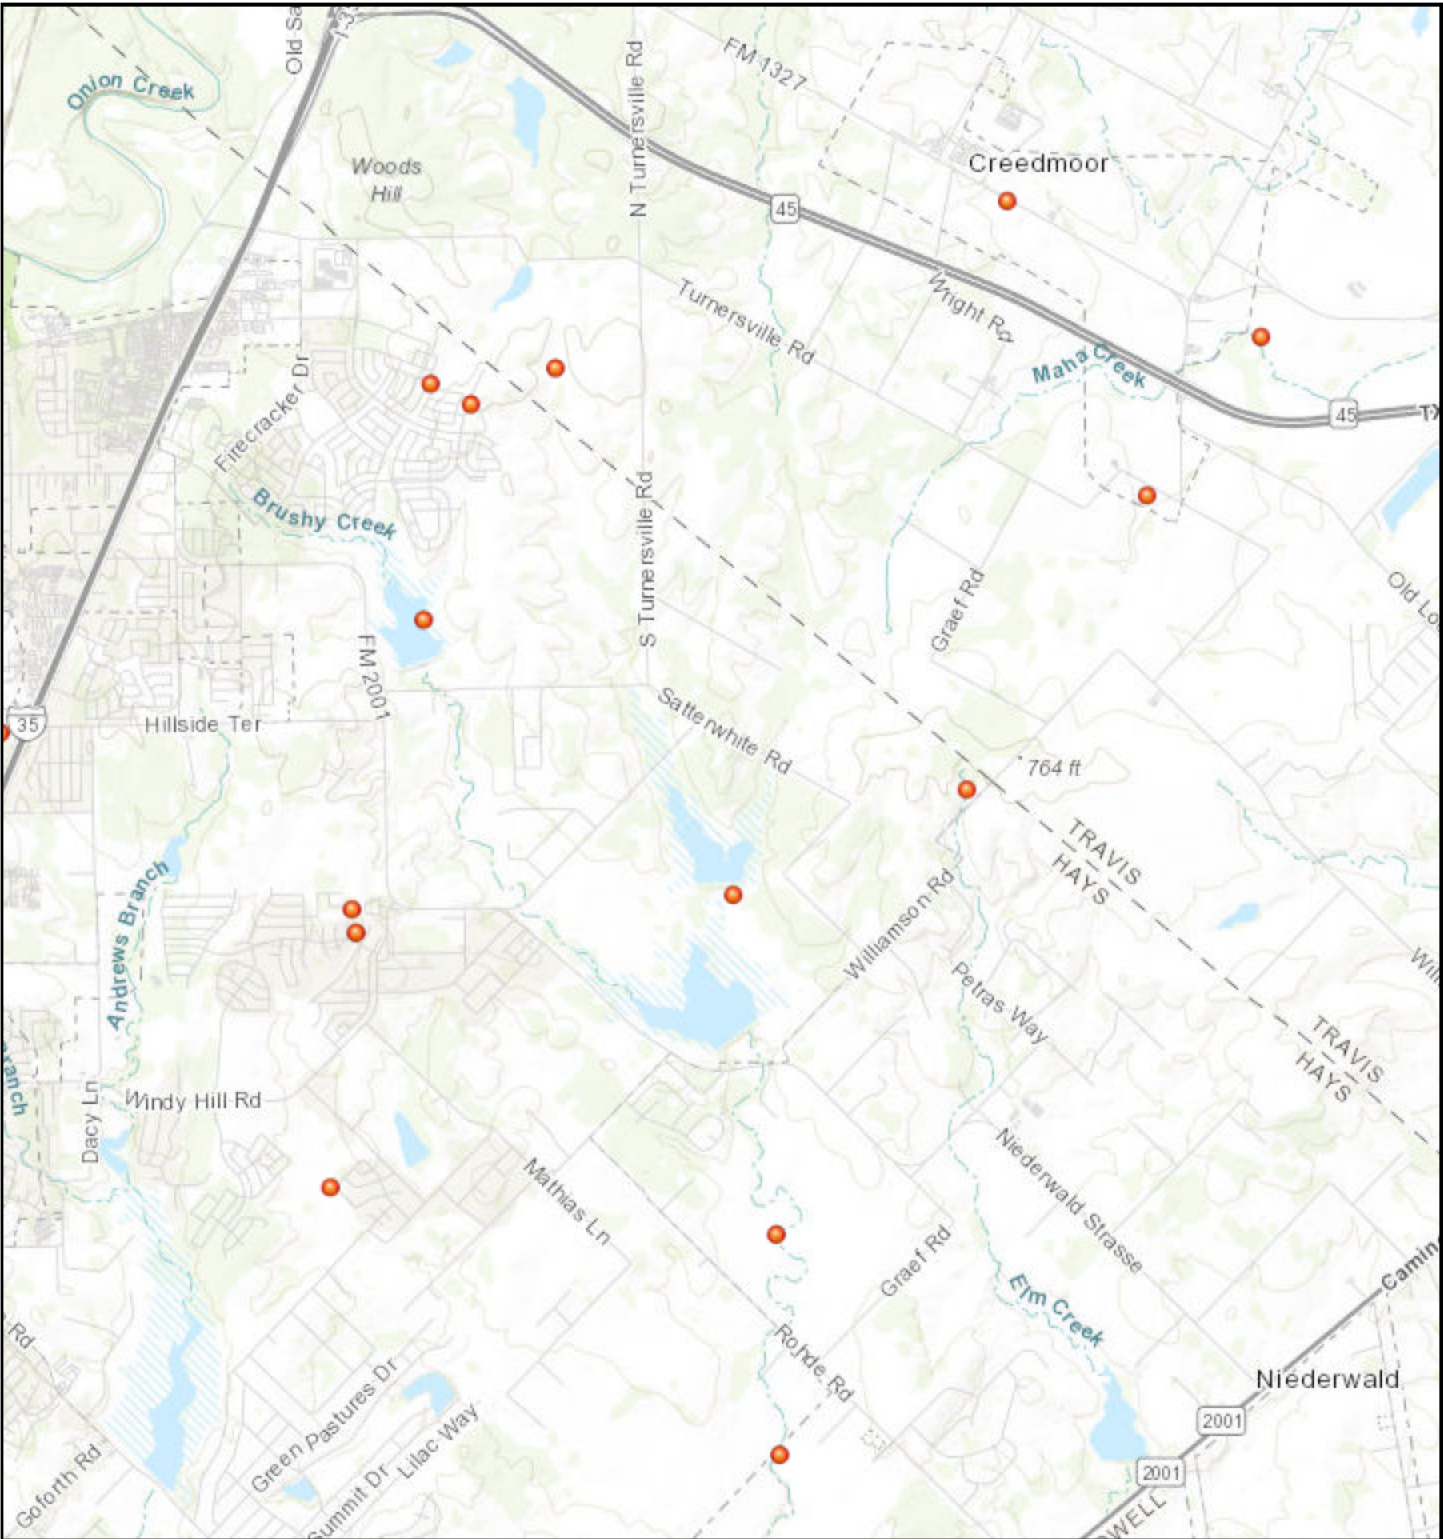 Old Sa
I-35
Onion Creek
N Turnersville Rd
FM 1327
Woods
Hill
Creedmoor
45
Turnersville Rd
Wright Rd
Maha Creek
45
TX
Firecracker Dr
Brushy Creek
S Turnersville Rd
Graef Rd
Old Lo
FM 2001
35
Hillside Ter
Satterwhite Rd
764 ft
TRAVIS
HAYS
Andrews Branch
Williamson Rd
Petras Way
Wil
TRAVIS
HAYS
ranch
Dacy Ln
Windy Hill Rd
Mathias Ln
Niederwald Strasse
Graef Rd
Elm Creek
Camin
Rd
Rohde Rd
Niederwald
Green Pastures Dr
Lilac Way
2001
Goforth Rd
Summit Dr
2001
DWELL